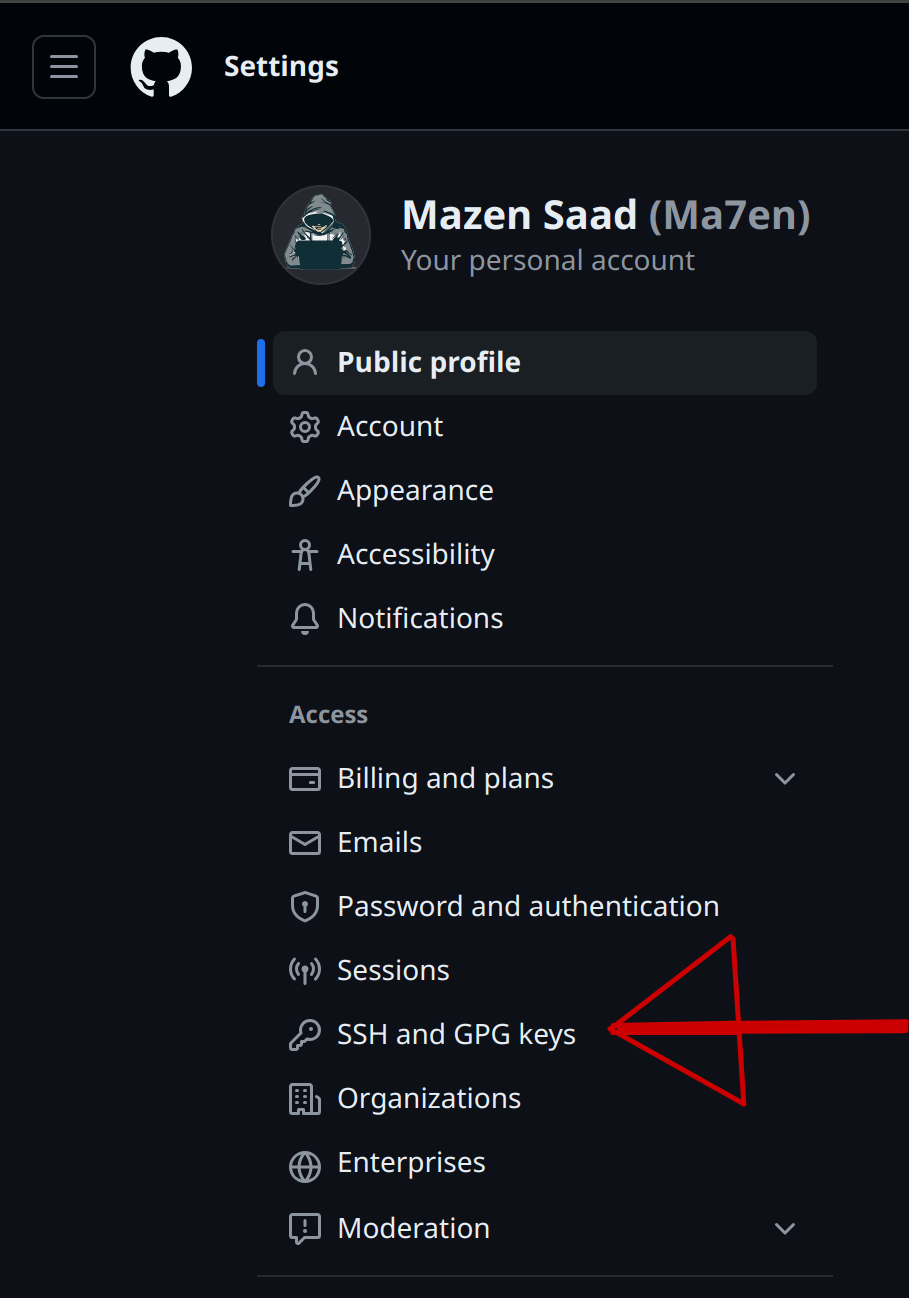 Settings
Mazen Saad (Ma7en)
Your personal account
Public profile
Account
Appearance
Accessibility
Notifications
Access
Billing and plans
Emails
Password and authentication
Sessions
SSH and GPG keys
Organizations
Enterprises
Moderation